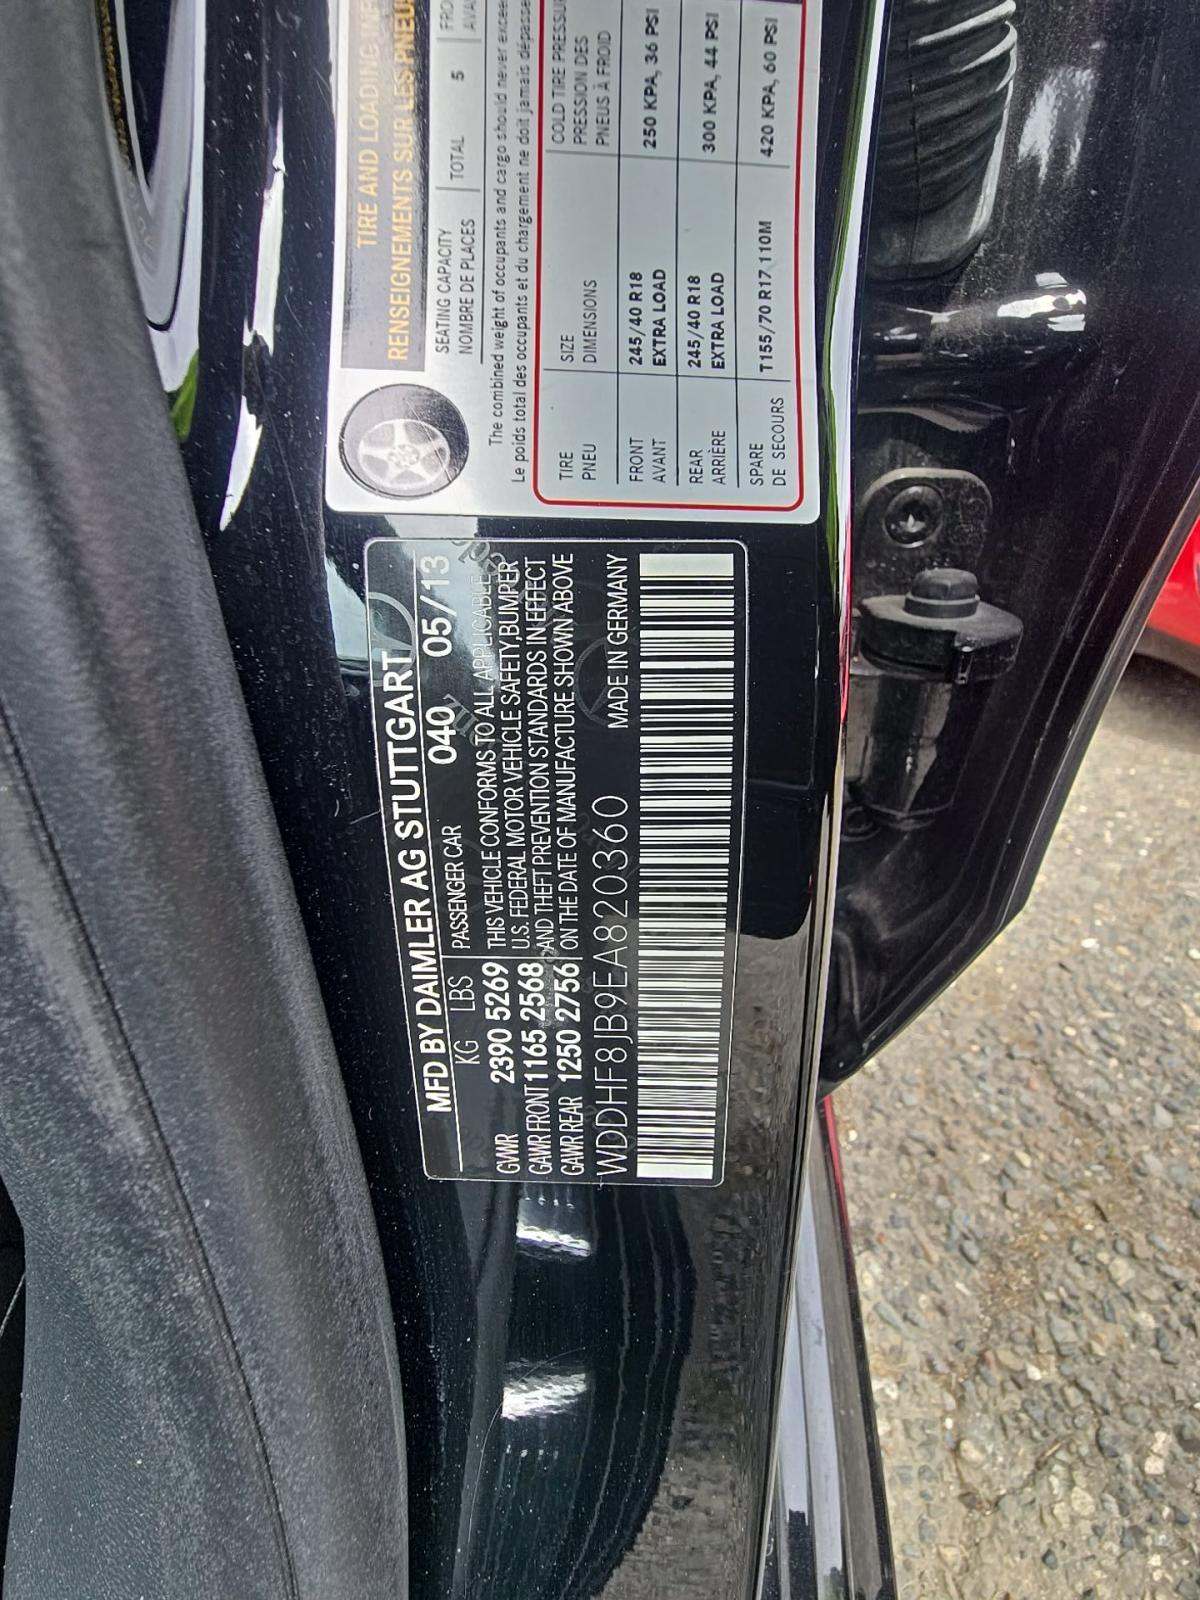 TIRE AND LOADING
RENSEIGNEMENTS SUR LES
SEATING CAPACITY
NOMBRE DE PLACES
TOTAL 5
The combined weight of occupants and cargo should never
Le poids total des occupants et du chargement ne doit jamais
TIRE SIZE COLD TIRE
PNEU DIMENSIONS PRESSION DES
PNEUS À FROID
FRONT 245/40 R18 250 KPA, 36 PSI
AVANT EXTRA LOAD
REAR 245/40 R18 300 KPA, 44 PSI
ARRIÈRE EXTRA LOAD
SPARE T155/70 R17 110M 420 KPA, 60 PSI
DE SECOURS
MFD BY DAIMLER AG STUTTGART
KG LBS PASSENGER CAR 040 05/13
GVWR 2390 5269 THIS VEHICLE CONFORMS TO ALL APPLICABLE
GAWR FRONT 1165 2568 U.S. FEDERAL MOTOR VEHICLE SAFETY,BUMPER
AND THEFT PREVENTION STANDARDS IN EFFECT
GAWR REAR 1250 2756 ON THE DATE OF MANUFACTURE SHOWN ABOVE
WDDHF8JB9EA820360 MADE IN GERMANY